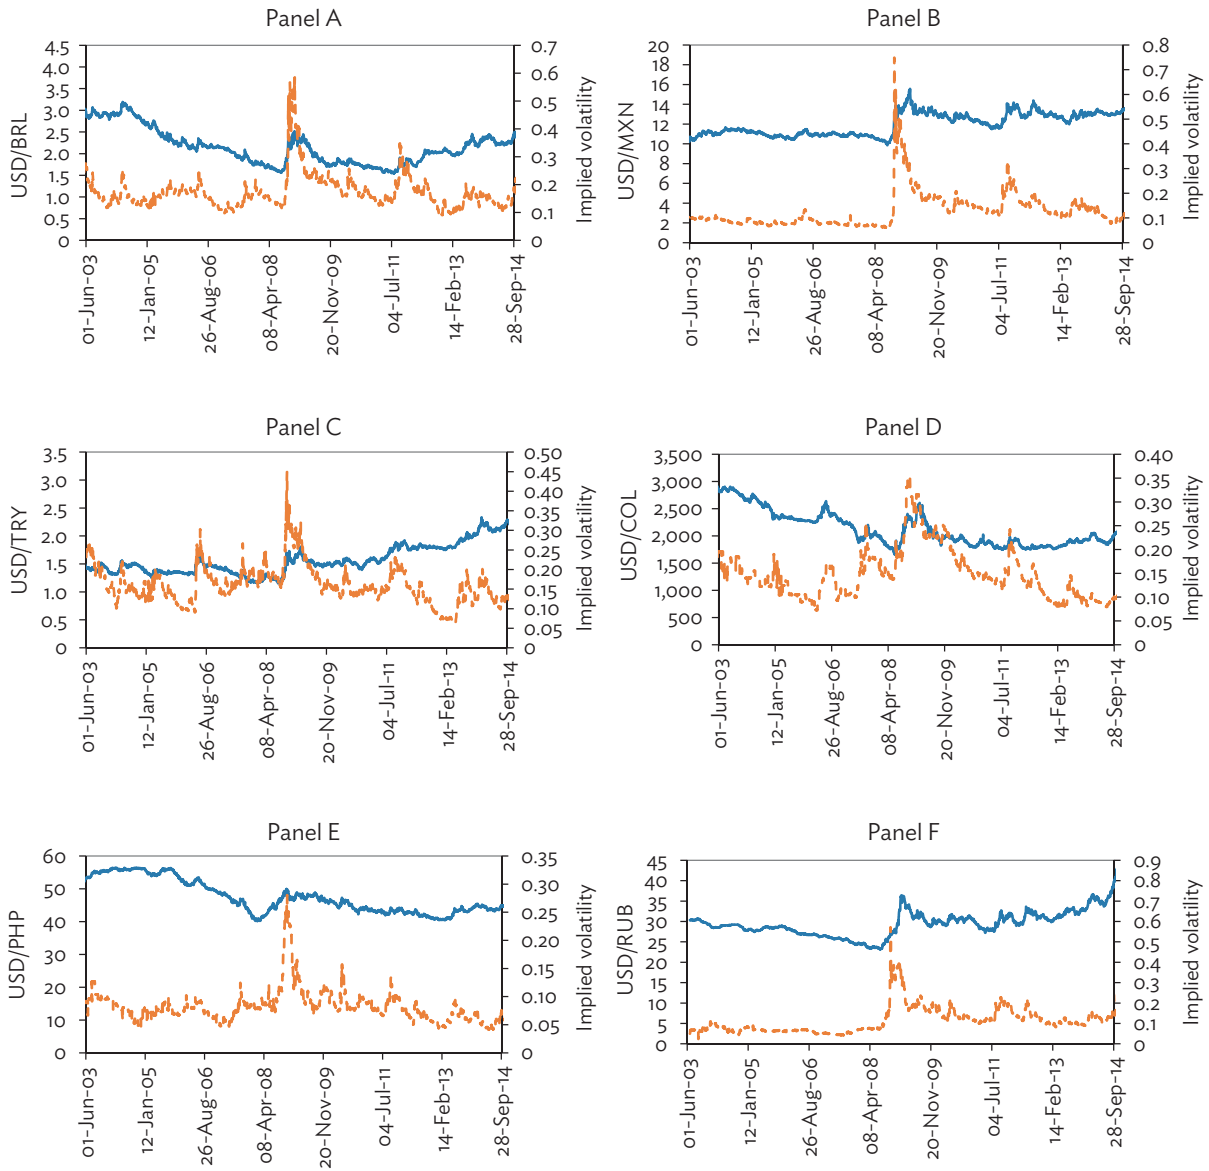 Panel A
USD/BRL
4.5
4.0
3.5
3.0
2.5
2.0
1.5
1.0
0.5
0
0.7
0.6
0.5
0.4
0.3
0.2
0.1
0
Implied volatility
01-Jun-03
12-Jan-05
26-Aug-06
08-Apr-08
20-Nov-09
04-Jul-11
14-Feb-13
28-Sep-14
Panel B
USD/MXN
20
18
16
14
12
10
8
6
4
2
0
0.8
0.7
0.6
0.5
0.4
0.3
0.2
0.1
0
Implied volatility
01-Jun-03
12-Jan-05
26-Aug-06
08-Apr-08
20-Nov-09
04-Jul-11
14-Feb-13
28-Sep-14
Panel C
USD/TRY
3.5
3.0
2.5
2.0
1.5
1.0
0.5
0
0.50
0.45
0.40
0.35
0.30
0.25
0.20
0.15
0.10
0.05
0
Implied volatility
01-Jun-03
12-Jan-05
26-Aug-06
08-Apr-08
20-Nov-09
04-Jul-11
14-Feb-13
28-Sep-14
Panel D
USD/COL
3,500
3,000
2,500
2,000
1,500
1,000
500
0
0.40
0.35
0.30
0.25
0.20
0.15
0.10
0.05
0
Implied volatility
01-Jun-03
12-Jan-05
26-Aug-06
08-Apr-08
20-Nov-09
04-Jul-11
14-Feb-13
28-Sep-14
Panel E
USD/PHP
60
50
40
30
20
10
0
0.35
0.30
0.25
0.20
0.15
0.10
0.05
0
Implied volatility
01-Jun-03
12-Jan-05
26-Aug-06
08-Apr-08
20-Nov-09
04-Jul-11
14-Feb-13
28-Sep-14
Panel F
USD/RUB
45
40
35
30
25
20
15
10
5
0
0.9
0.8
0.7
0.6
0.5
0.4
0.3
0.2
0.1
0
Implied volatility
01-Jun-03
12-Jan-05
26-Aug-06
08-Apr-08
20-Nov-09
04-Jul-11
14-Feb-13
28-Sep-14